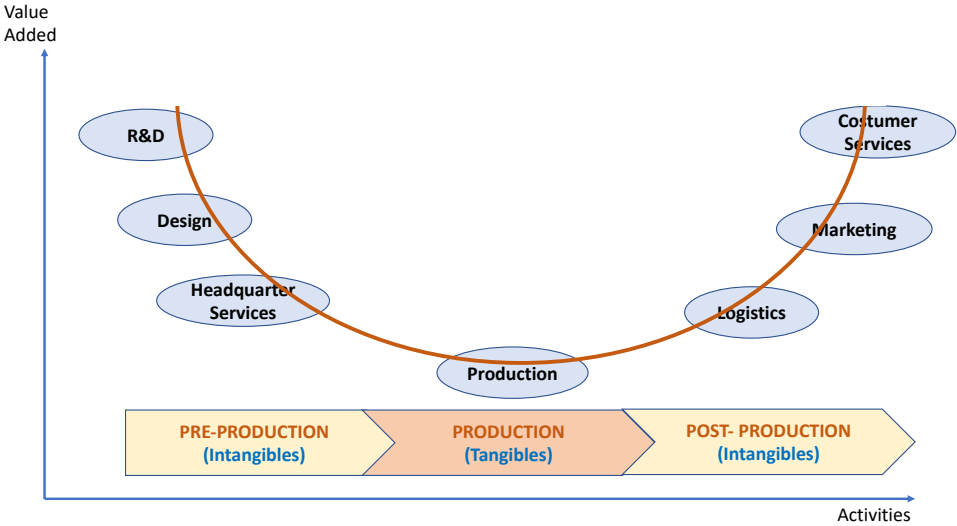 Value
Added
R&D
Costumer
Services
Design
Marketing
Headquarter
Services
Logistics
Production
PRE-PRODUCTION
(Intangibles)
PRODUCTION
(Tangibles)
POST- PRODUCTION
(Intangibles)
Activities